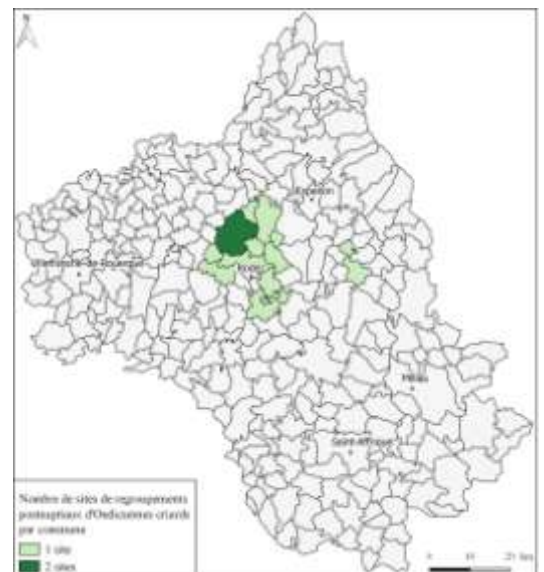 N
Espalion
Villefranche-de-Rouergue
Rodez
Millau
Saint-Affrique
Nombre de sites de regroupements
postnuptiaux d'Oedicnèmes criards
par commune
1 site
2 sites
0 10 20 km